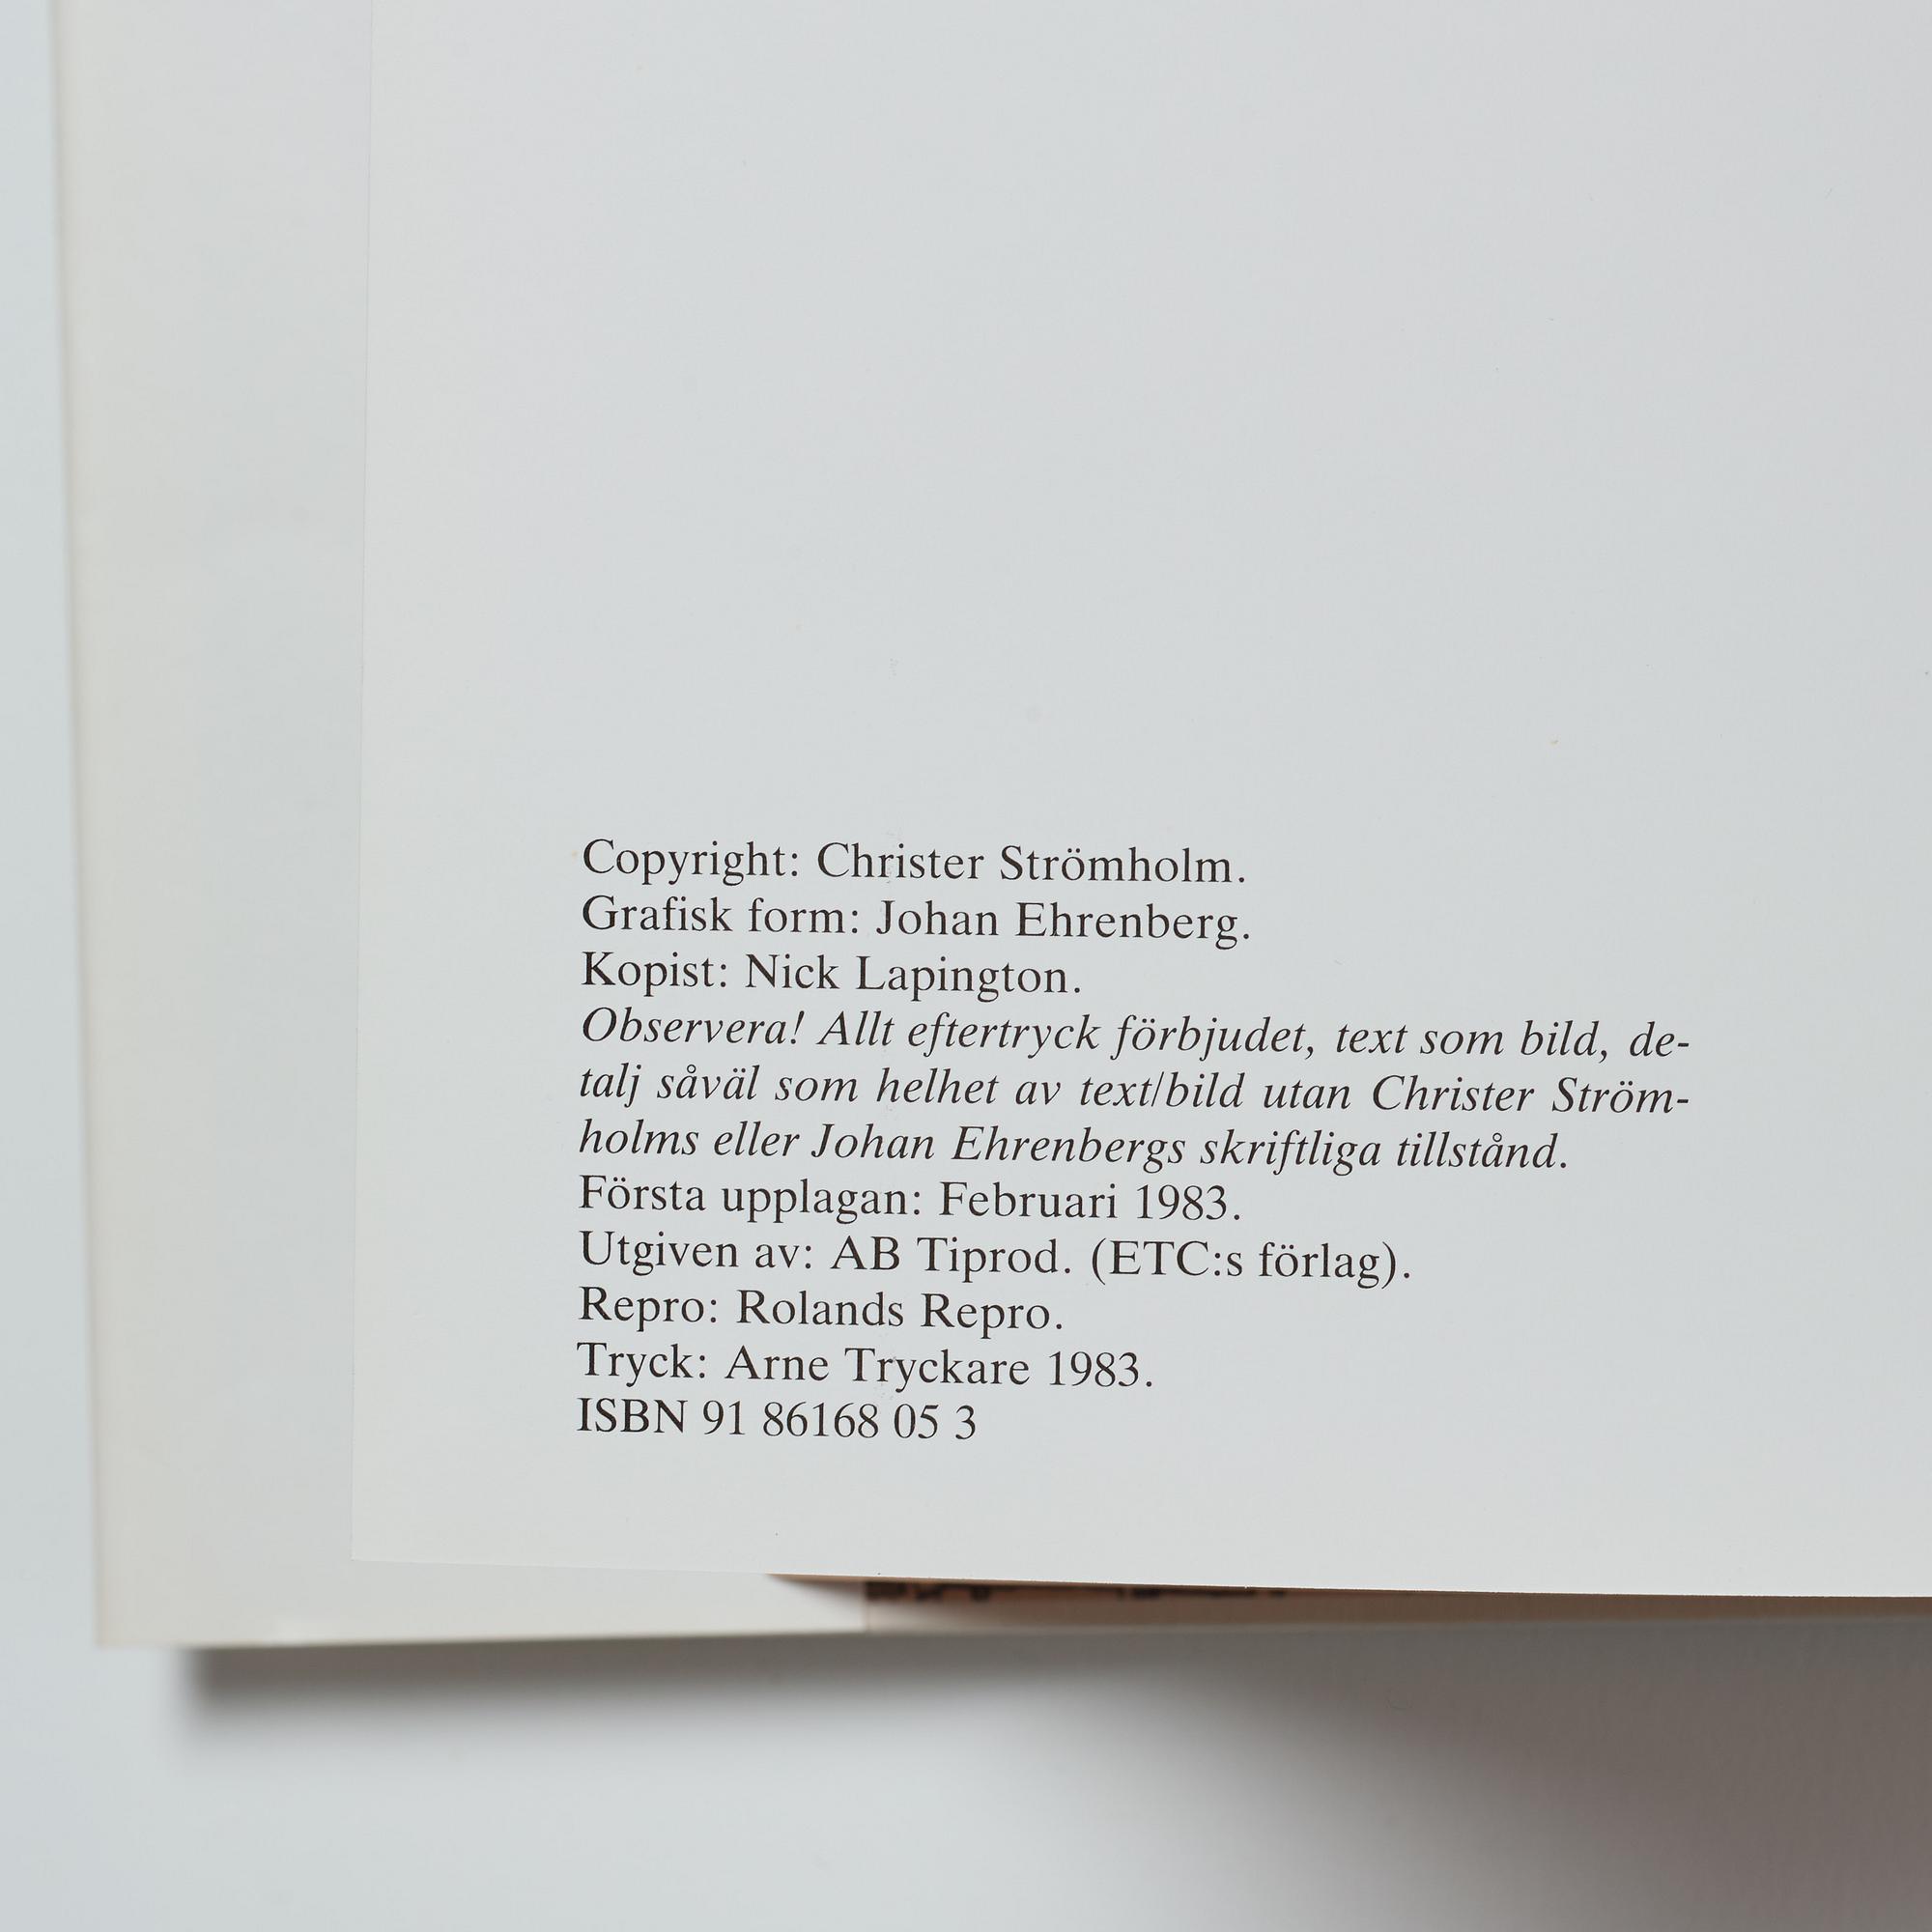 Copyright: Christer Strömholm.
Grafisk form: Johan Ehrenberg.
Kopist: Nick Lapington.
Observera! Allt eftertryck förbjudet, text som bild, de-
talj såväl som helhet av text/bild utan Christer Ström-
holms eller Johan Ehrenbergs skriftliga tillstånd.
Första upplagan: Februari 1983.
Utgiven av: AB Tiprod. (ETC:s förlag).
Repro: Rolands Repro.
Tryck: Arne Tryckare 1983.
ISBN 91 86168 05 3